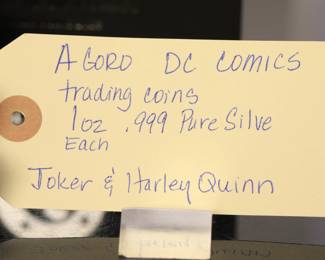 AGORO DC COMICS
trading coins
1oz .999 Pure Silve
Each
Joker & Harley Quinn